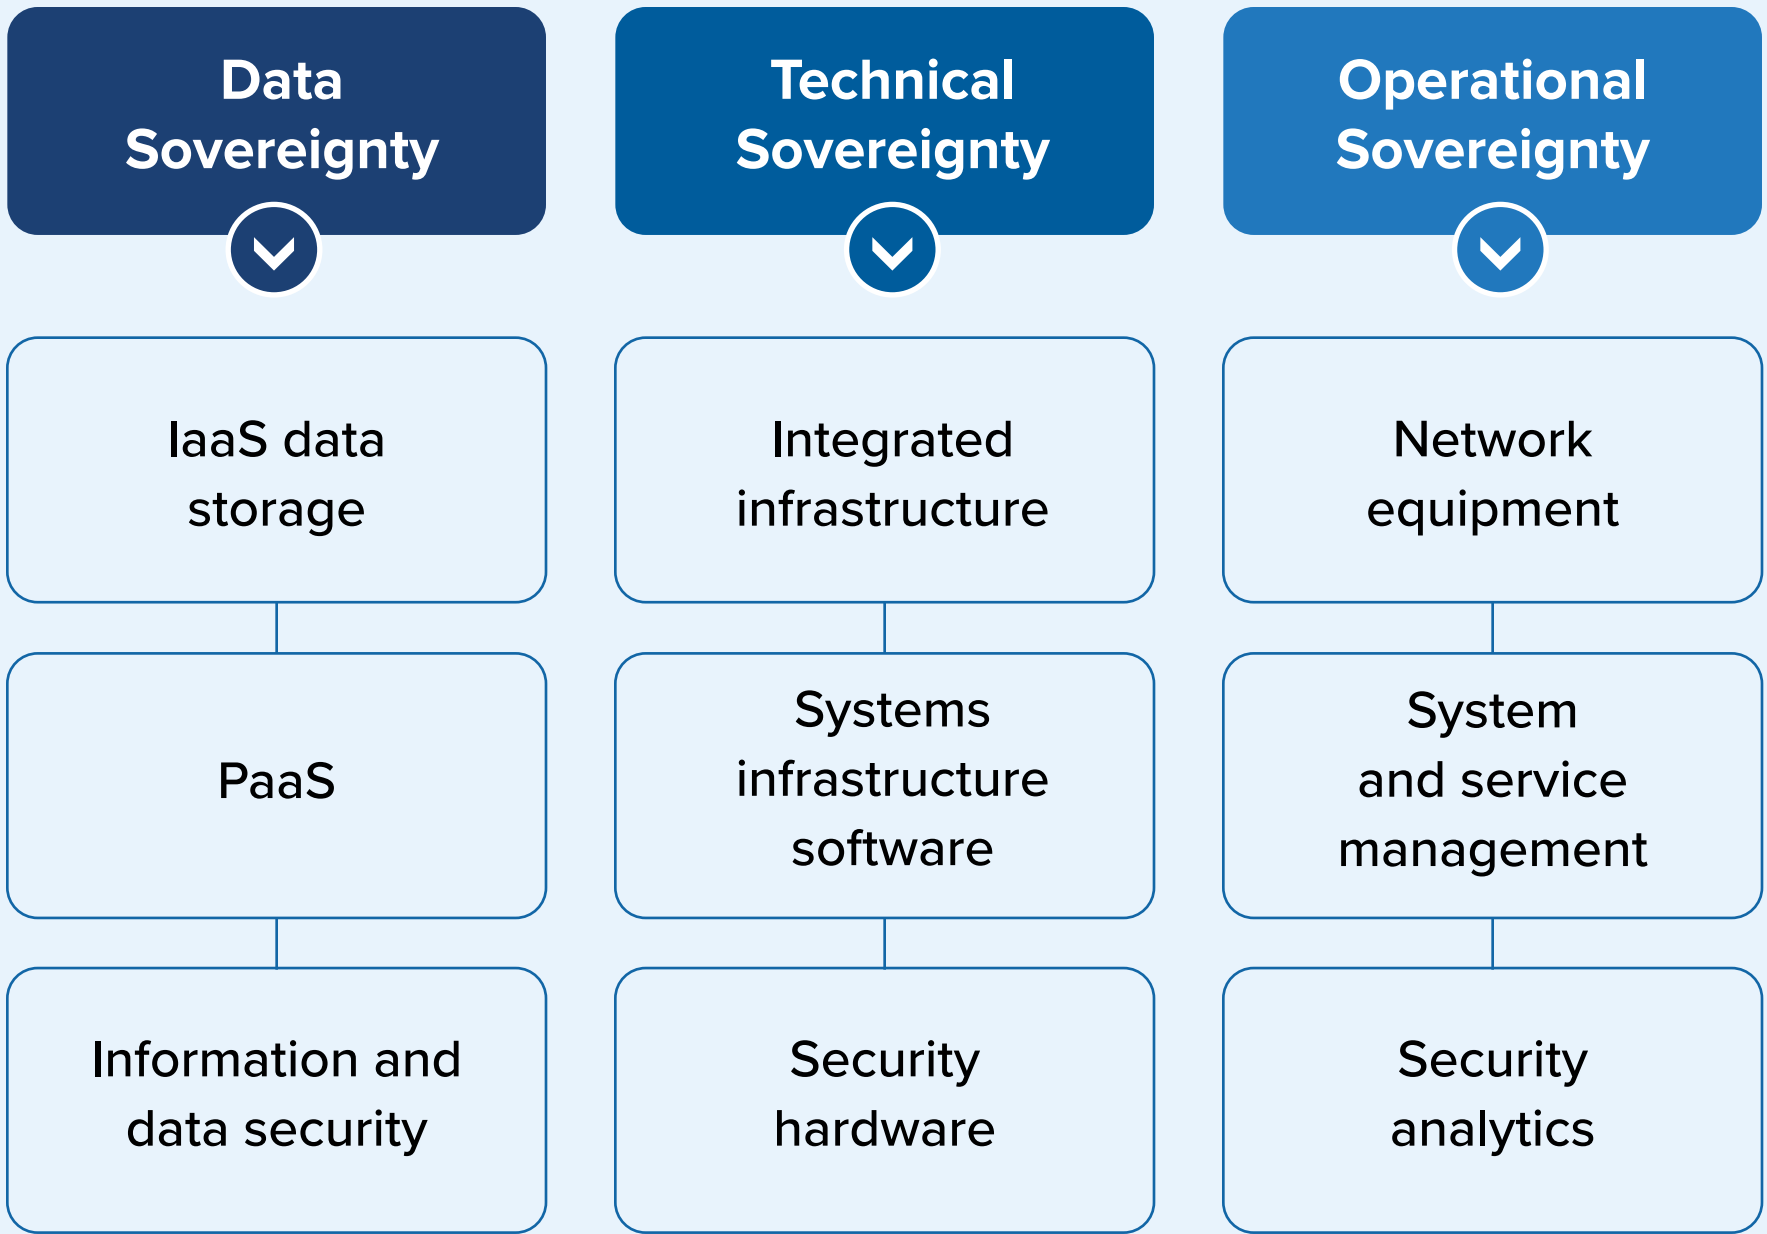 Data
Sovereignty
IaaS data
storage
PaaS
Information and
data security
Technical
Sovereignty
Integrated
infrastructure
Systems
infrastructure
software
Security
hardware
Operational
Sovereignty
Network
equipment
System
and service
management
Security
analytics